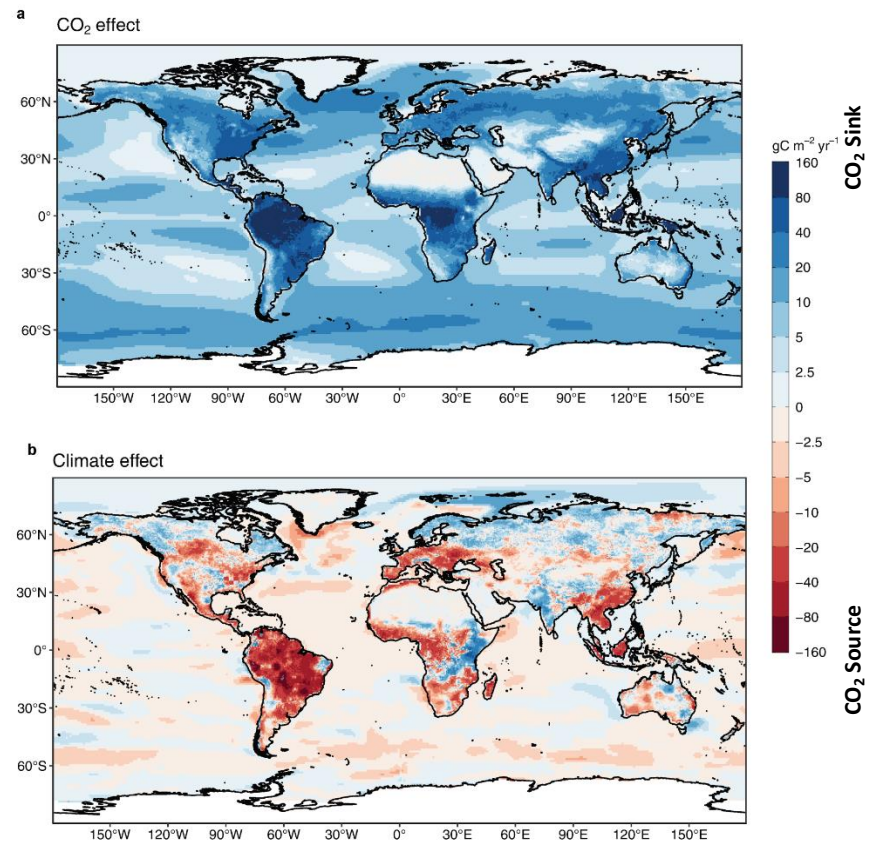 a
CO₂ effect
60°N
30°N
0°
30°S
60°S
150°W 120°W 90°W 60°W 30°W 0° 30°E 60°E 90°E 120°E 150°E
gC m⁻² yr⁻¹
160
80
40
20
10
5
2.5
0
−2.5
−5
−10
−20
−40
−80
−160
CO₂ Sink
CO₂ Source
b
Climate effect
60°N
30°N
0°
30°S
60°S
150°W 120°W 90°W 60°W 30°W 0° 30°E 60°E 90°E 120°E 150°E